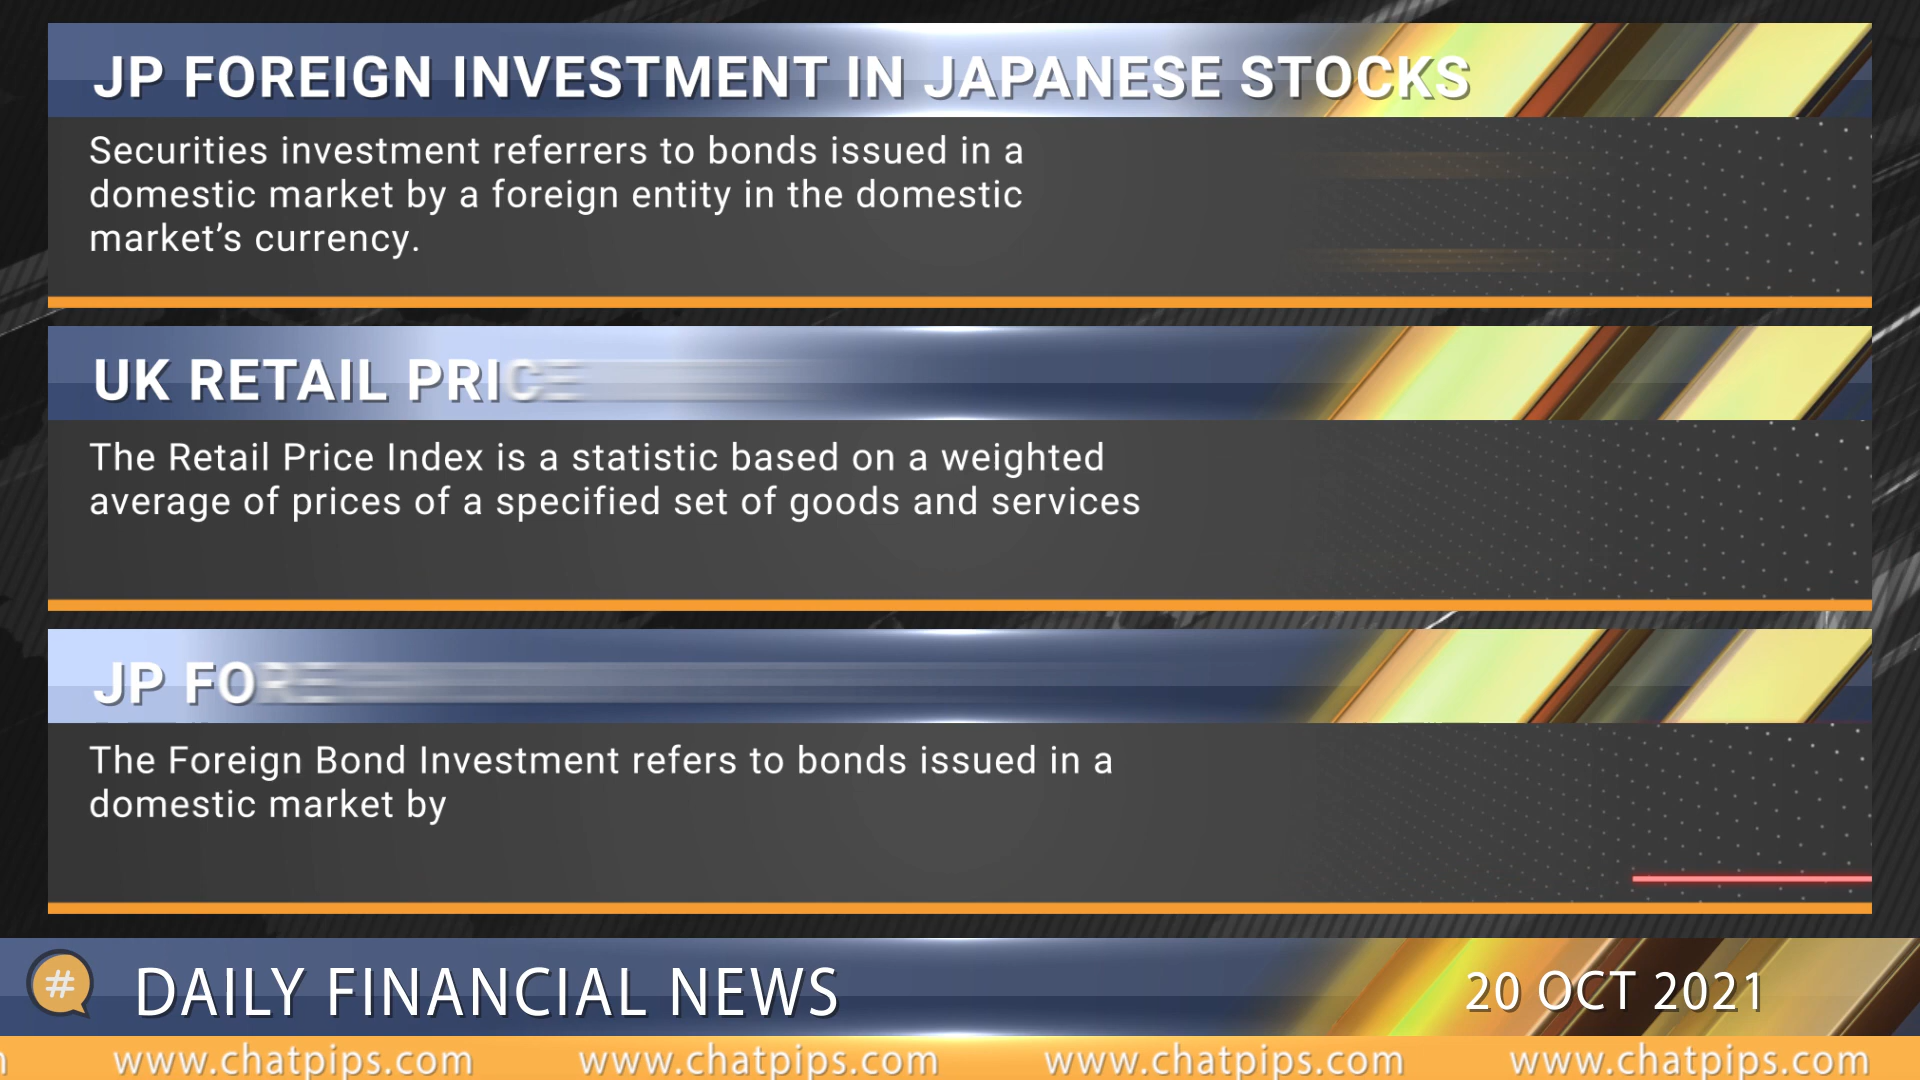 JP FOREIGN INVESTMENT IN JAPANESE STOCKS
Securities investment referrers to bonds issued in a
domestic market by a foreign entity in the domestic
market’s currency.
UK RETAIL PRICE
The Retail Price Index is a statistic based on a weighted
average of prices of a specified set of goods and services
JP FORE
The Foreign Bond Investment refers to bonds issued in a
domestic market by
# DAILY FINANCIAL NEWS
20 OCT 2021
www.chatpips.com www.chatpips.com www.chatpips.com www.chatpips.com